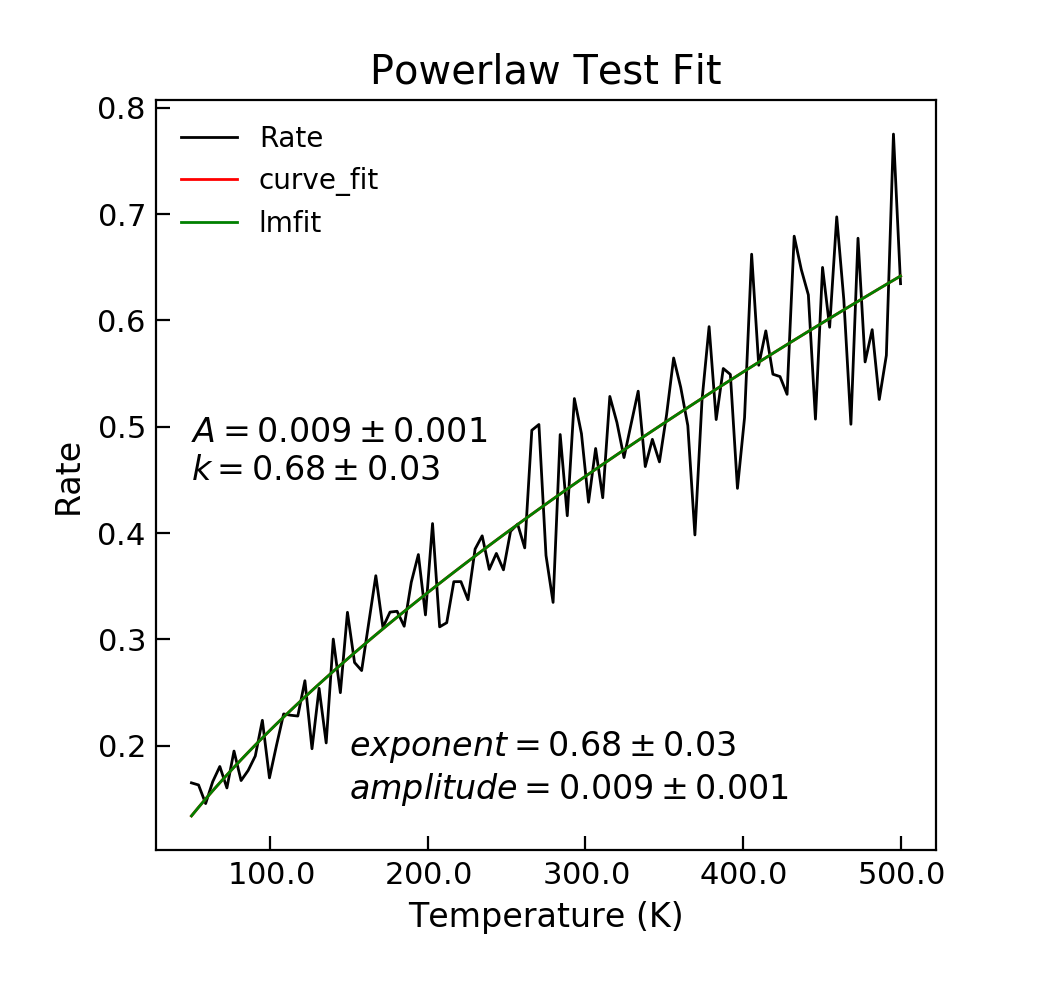 Powerlaw Test Fit
0.8
0.7
0.6
0.5
0.4
0.3
0.2
Rate
Rate
curve_fit
lmfit
A = 0.009 ± 0.001
k = 0.68 ± 0.03
exponent = 0.68 ± 0.03
amplitude = 0.009 ± 0.001
100.0 200.0 300.0 400.0 500.0
Temperature (K)